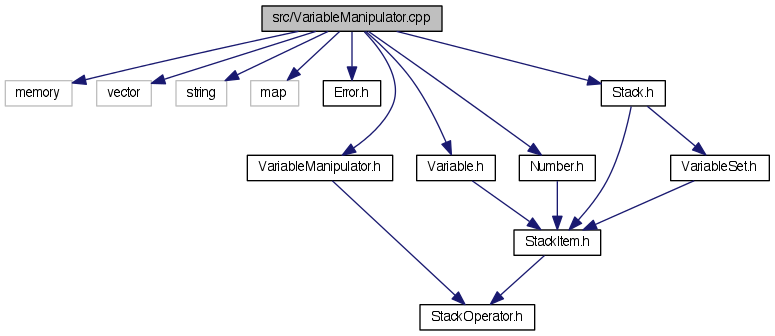 src/VariableManipulator.cpp
memory
vector
string
map
Error.h
Stack.h
VariableManipulator.h
Variable.h
Number.h
VariableSet.h
StackItem.h
StackOperator.h